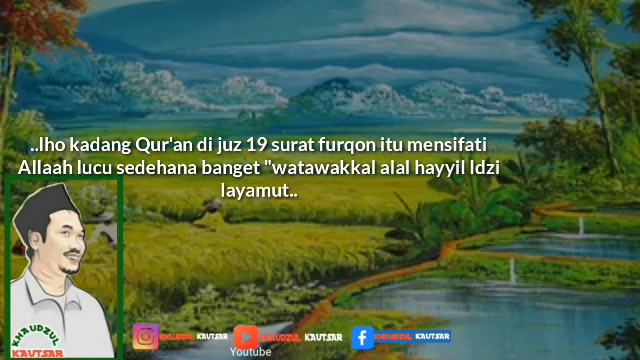 ..lho kadang Qur'an di juz 19 surat furqon itu mensifati
Allaah lucu sedehana banget "watawakkal alal hayyil ldzi
layamut..
KHAUDZUL
KAUTSAR
KHAUDZUL KAUTSAR
KHAUDZUL KAUTSAR
KHAUDZUL KAUTSAR
Youtube